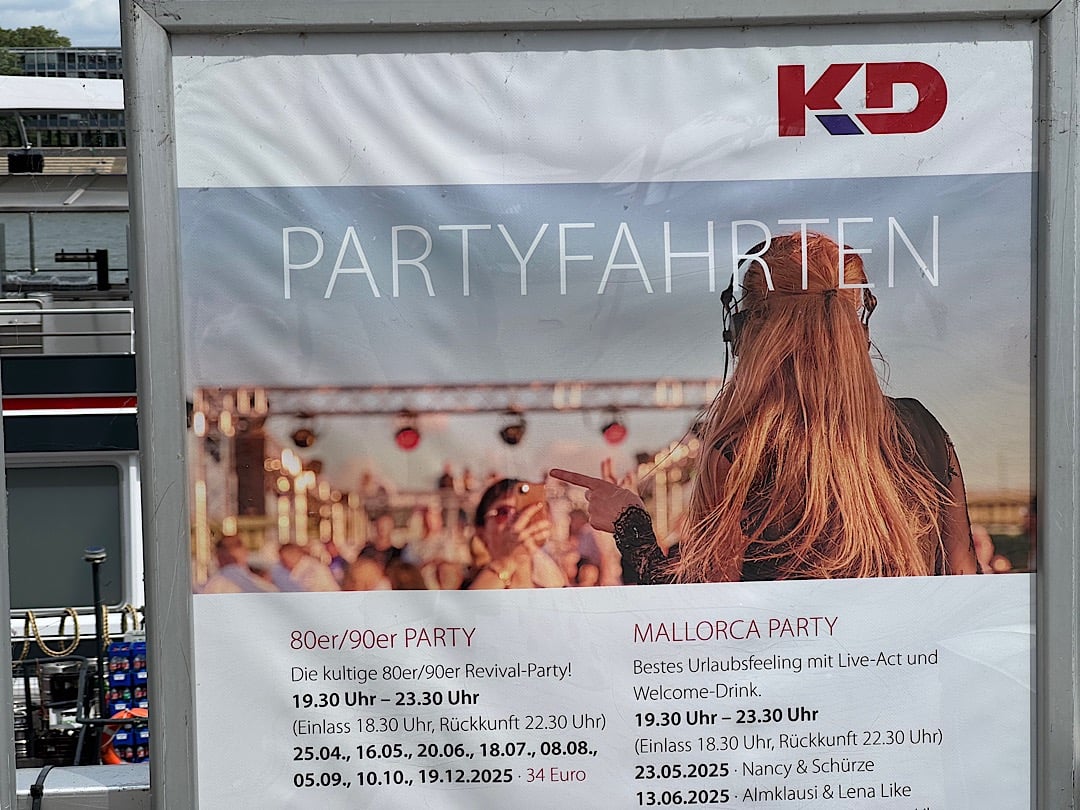 KD
PARTYFAHRTEN
80er/90er PARTY
Die kultige 80er/90er Revival-Party!
19.30 Uhr – 23.30 Uhr
(Einlass 18.30 Uhr, Rückkunft 22.30 Uhr)
25.04., 16.05., 20.06., 18.07., 08.08.,
05.09., 10.10., 19.12.2025 · 34 Euro
MALLORCA PARTY
Bestes Urlaubsfeeling mit Live-Act und
Welcome-Drink.
19.30 Uhr – 23.30 Uhr
(Einlass 18.30 Uhr, Rückkunft 22.30 Uhr)
23.05.2025 · Nancy & Schürze
13.06.2025 · Almklausi & Lena Like